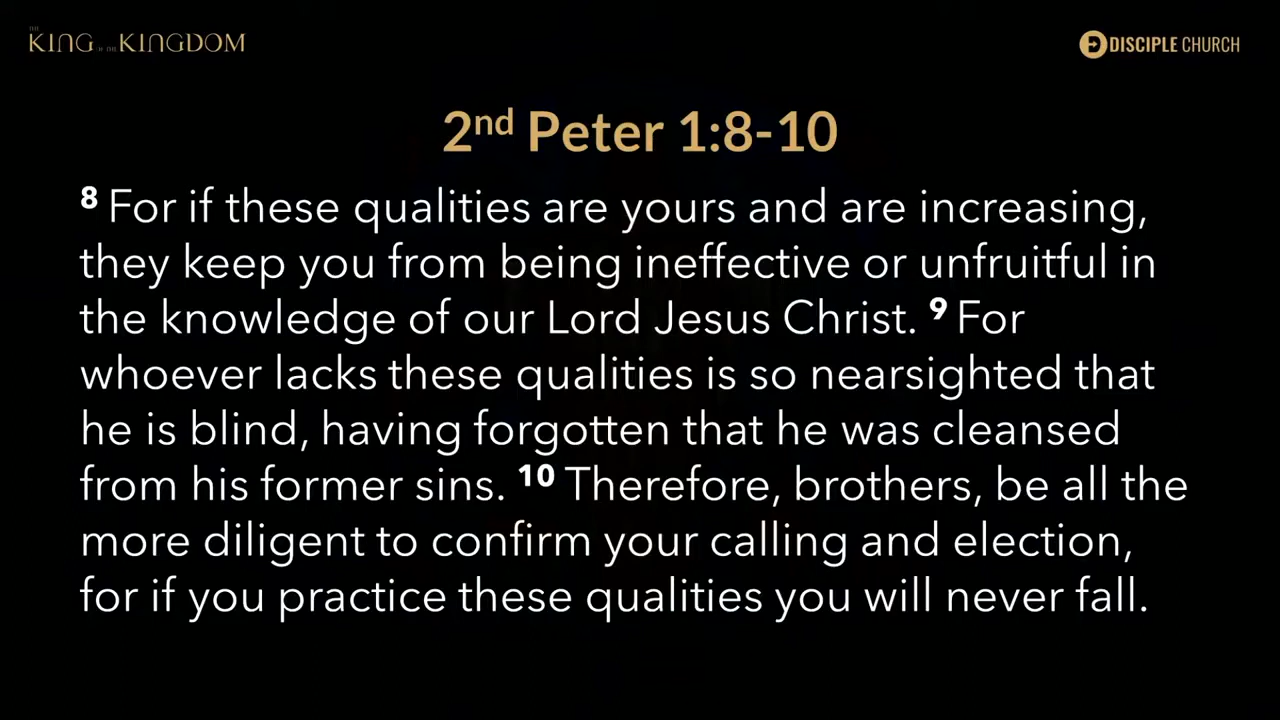 THE
KING & THE KINGDOM
DISCIPLE CHURCH
2nd Peter 1:8-10
8 For if these qualities are yours and are increasing,
they keep you from being ineffective or unfruitful in
the knowledge of our Lord Jesus Christ. 9 For
whoever lacks these qualities is so nearsighted that
he is blind, having forgotten that he was cleansed
from his former sins. 10 Therefore, brothers, be all the
more diligent to confirm your calling and election,
for if you practice these qualities you will never fall.